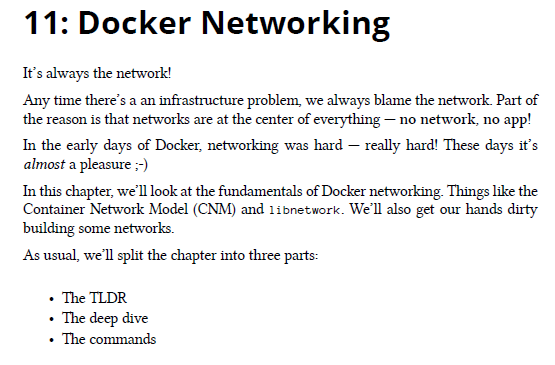 11: Docker Networking
It's always the network!
Any time there's a an infrastructure problem, we always blame the network. Part of
the reason is that networks are at the center of everything — no network, no app!
In the early days of Docker, networking was hard — really hard! These days it's
almost a pleasure ;-)
In this chapter, we'll look at the fundamentals of Docker networking. Things like the
Container Network Model (CNM) and libnetwork. We'll also get our hands dirty
building some networks.
As usual, we'll split the chapter into three parts:
• The TLDR
• The deep dive
• The commands